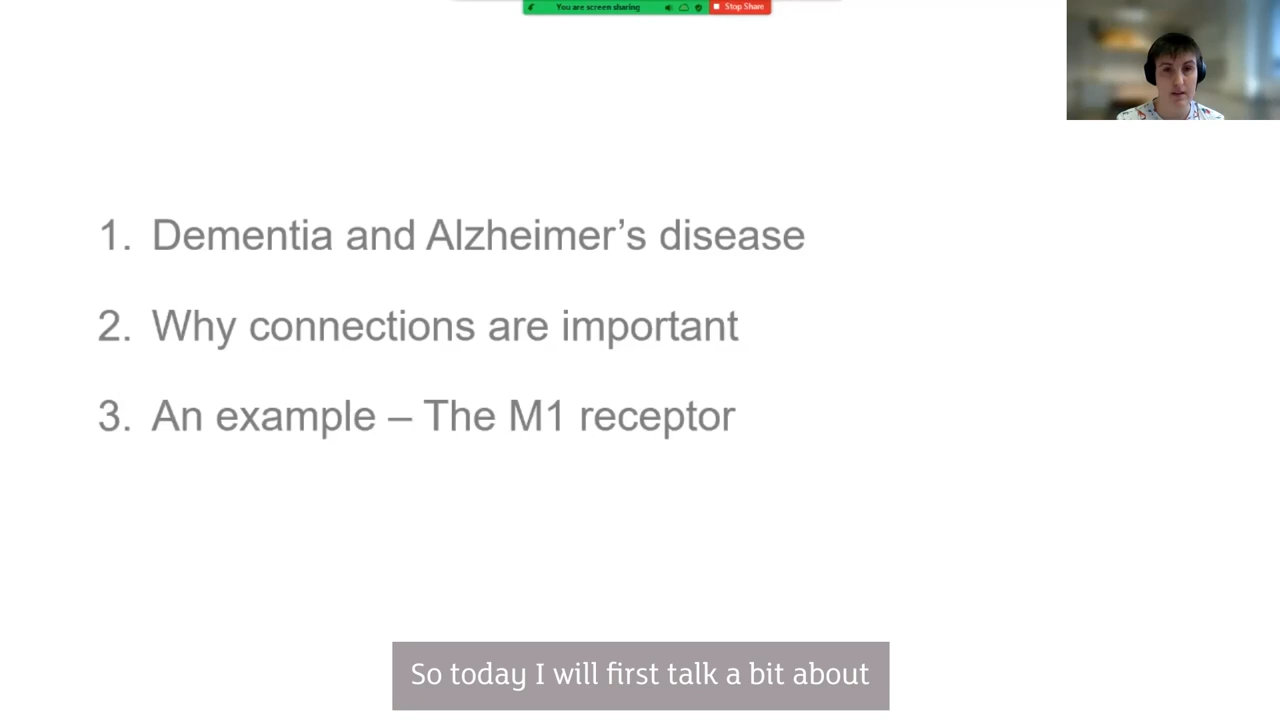 You are screen sharing
Stop Share
1. Dementia and Alzheimer’s disease
2. Why connections are important
3. An example – The M1 receptor
So today I will first talk a bit about